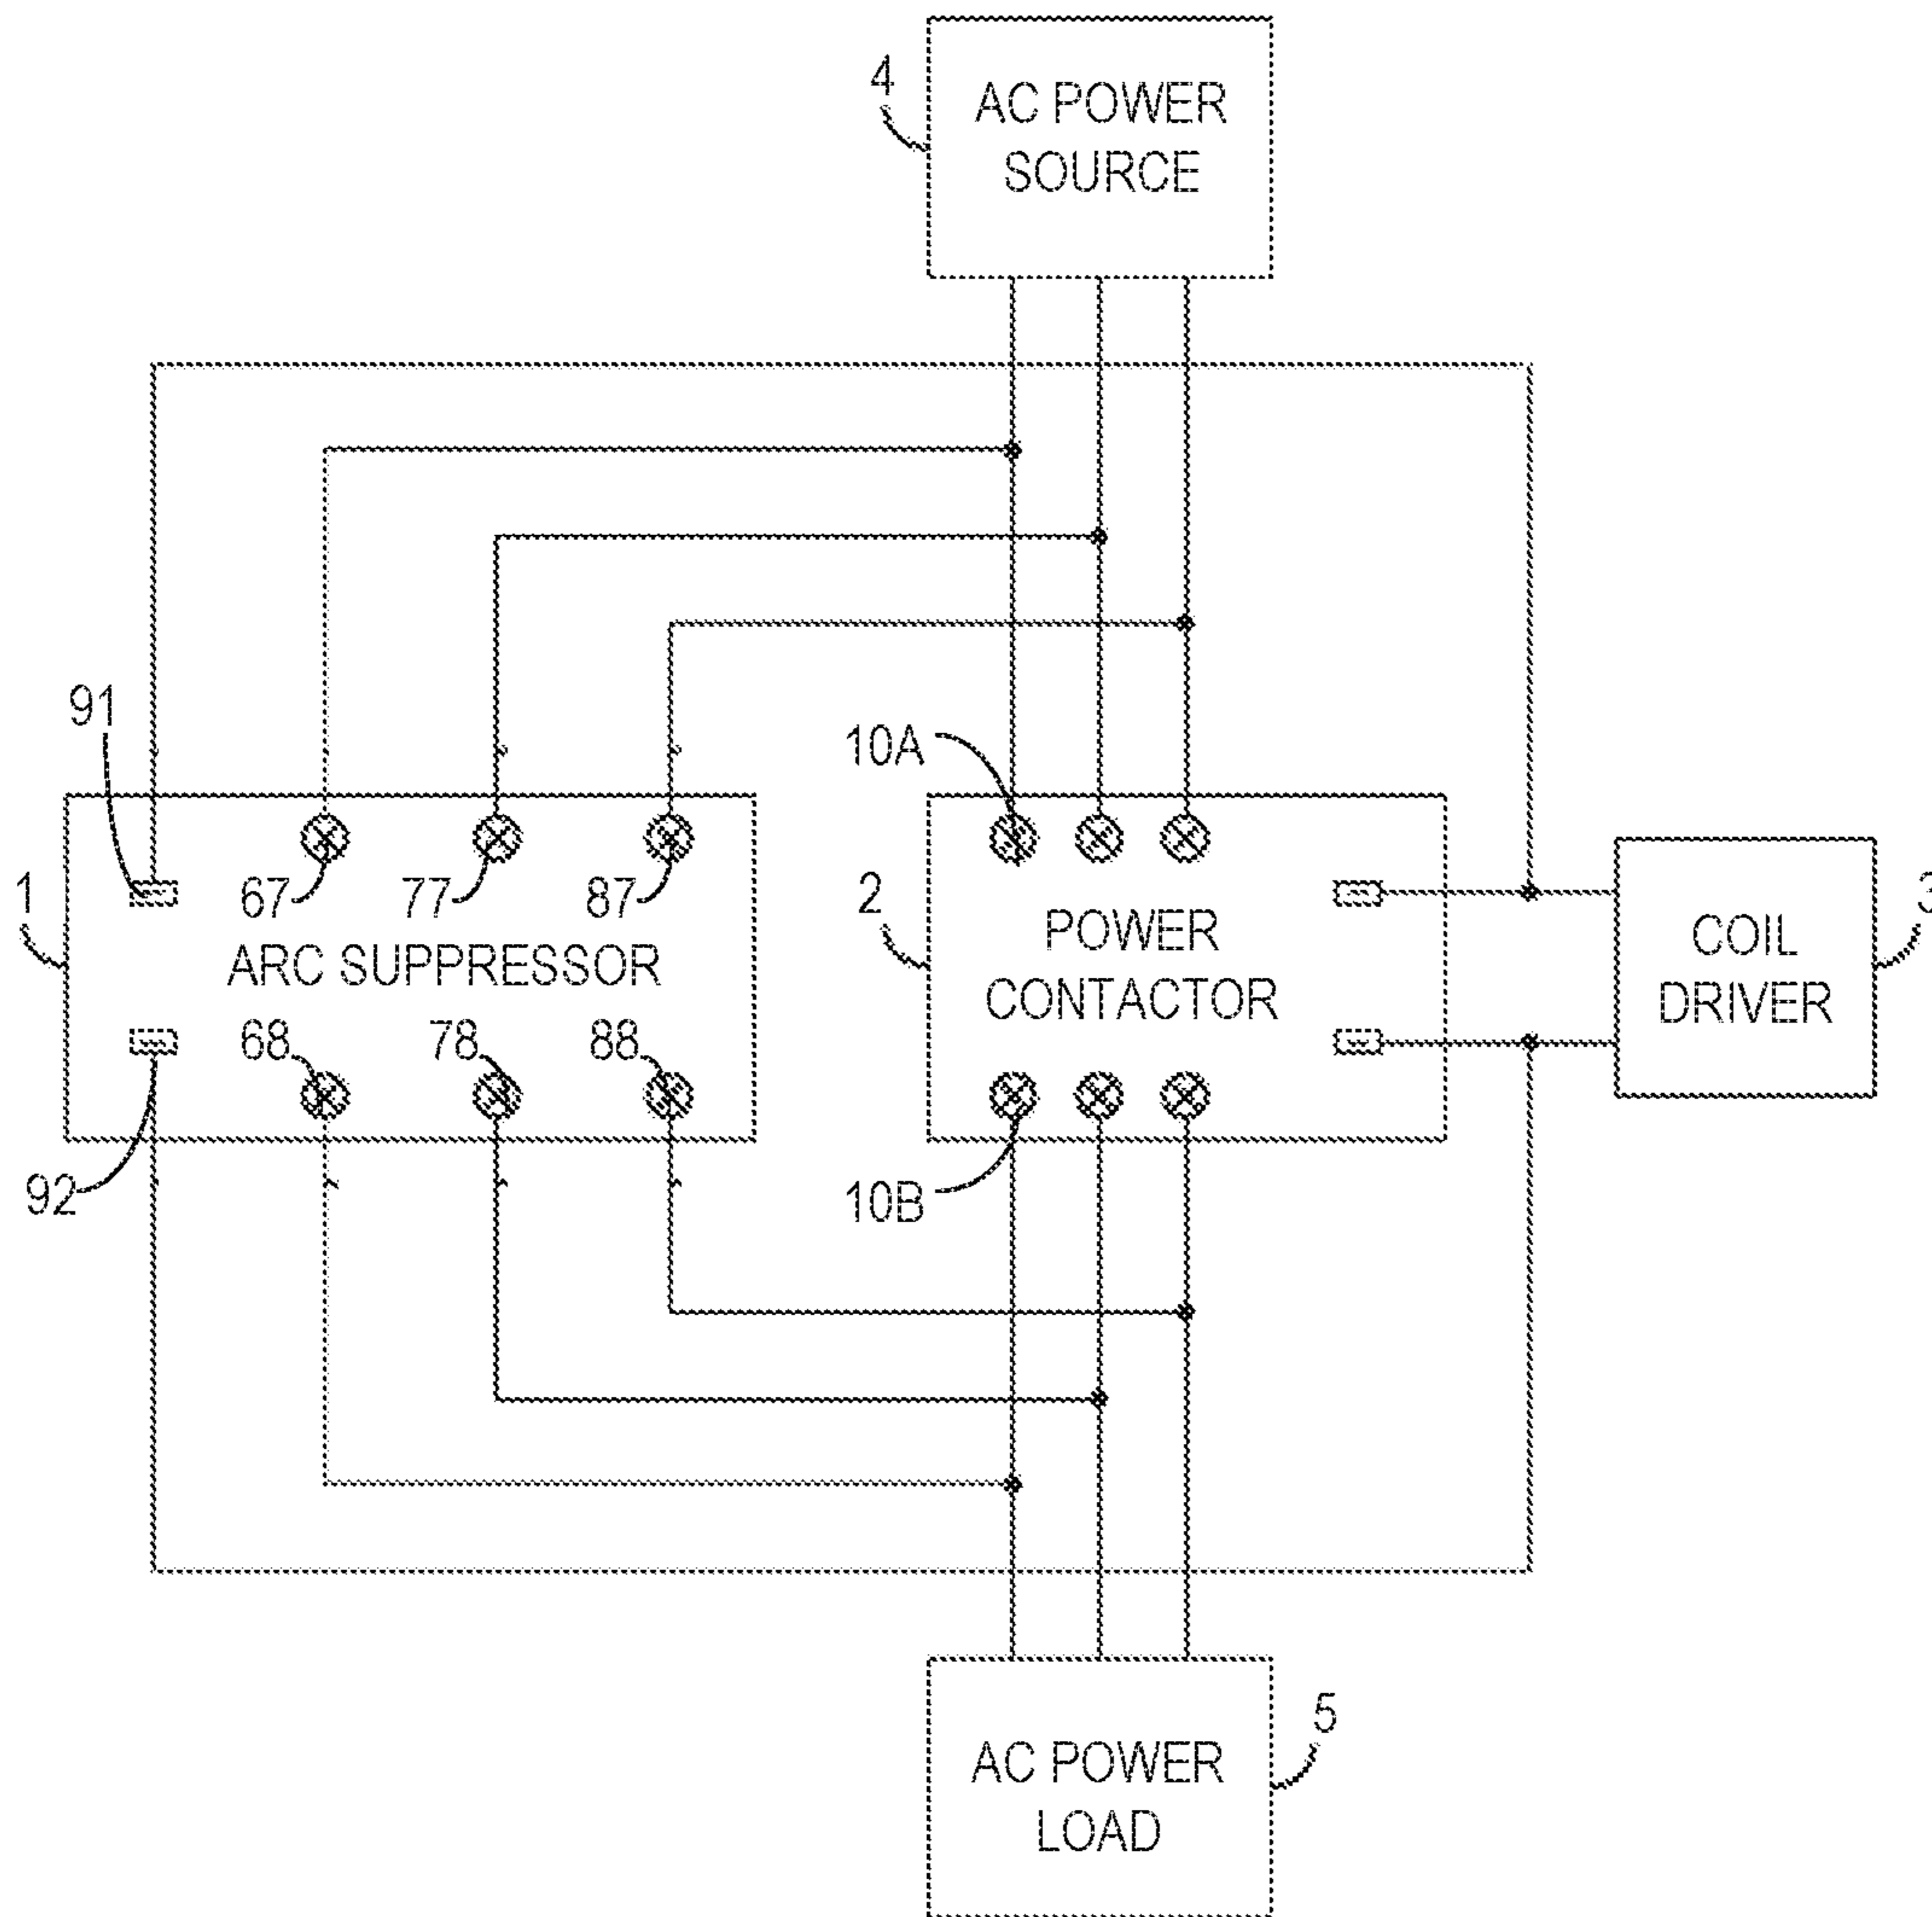 4
AC POWER
SOURCE
91
10A
1
67
77
87
2
3
ARC SUPPRESSOR
POWER
CONTACTOR
COIL
DRIVER
68
78
88
92
10B
5
AC POWER
LOAD